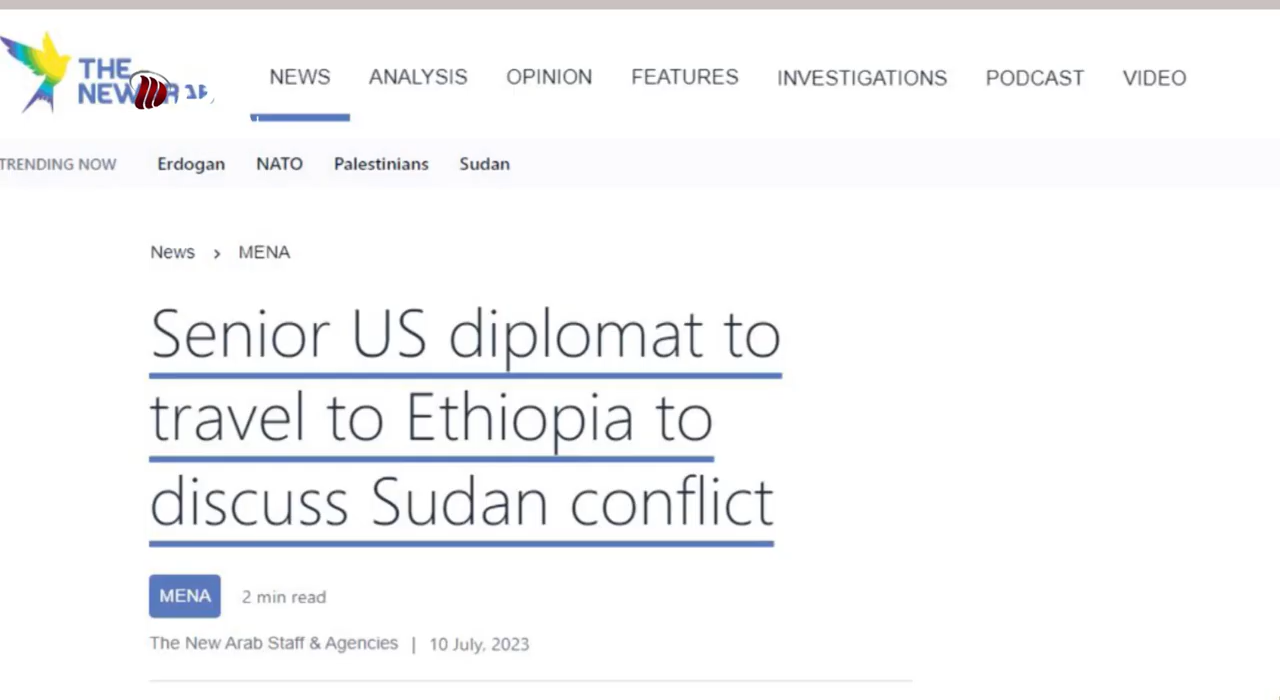 THE
NEW
NEWS ANALYSIS OPINION FEATURES INVESTIGATIONS PODCAST VIDEO
TRENDING NOW Erdogan NATO Palestinians Sudan
News > MENA
Senior US diplomat to
travel to Ethiopia to
discuss Sudan conflict
MENA 2 min read
The New Arab Staff & Agencies | 10 July, 2023